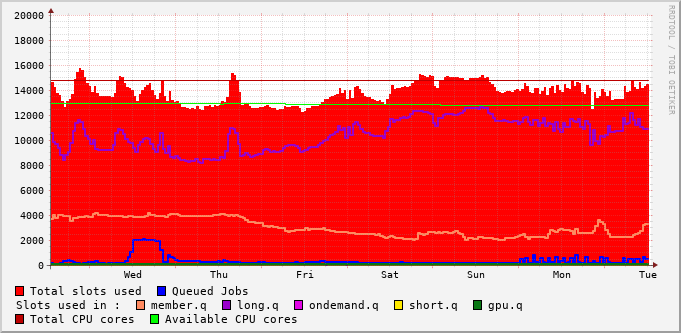 20000
18000
16000
14000
12000
10000
8000
6000
4000
2000
0
Wed Thu Fri Sat Sun Mon Tue
Total slots used Queued Jobs
Slots used in : member.q long.q ondemand.q short.q gpu.q
Total CPU cores Available CPU cores
RRDTOOL / TOBI OETIKER